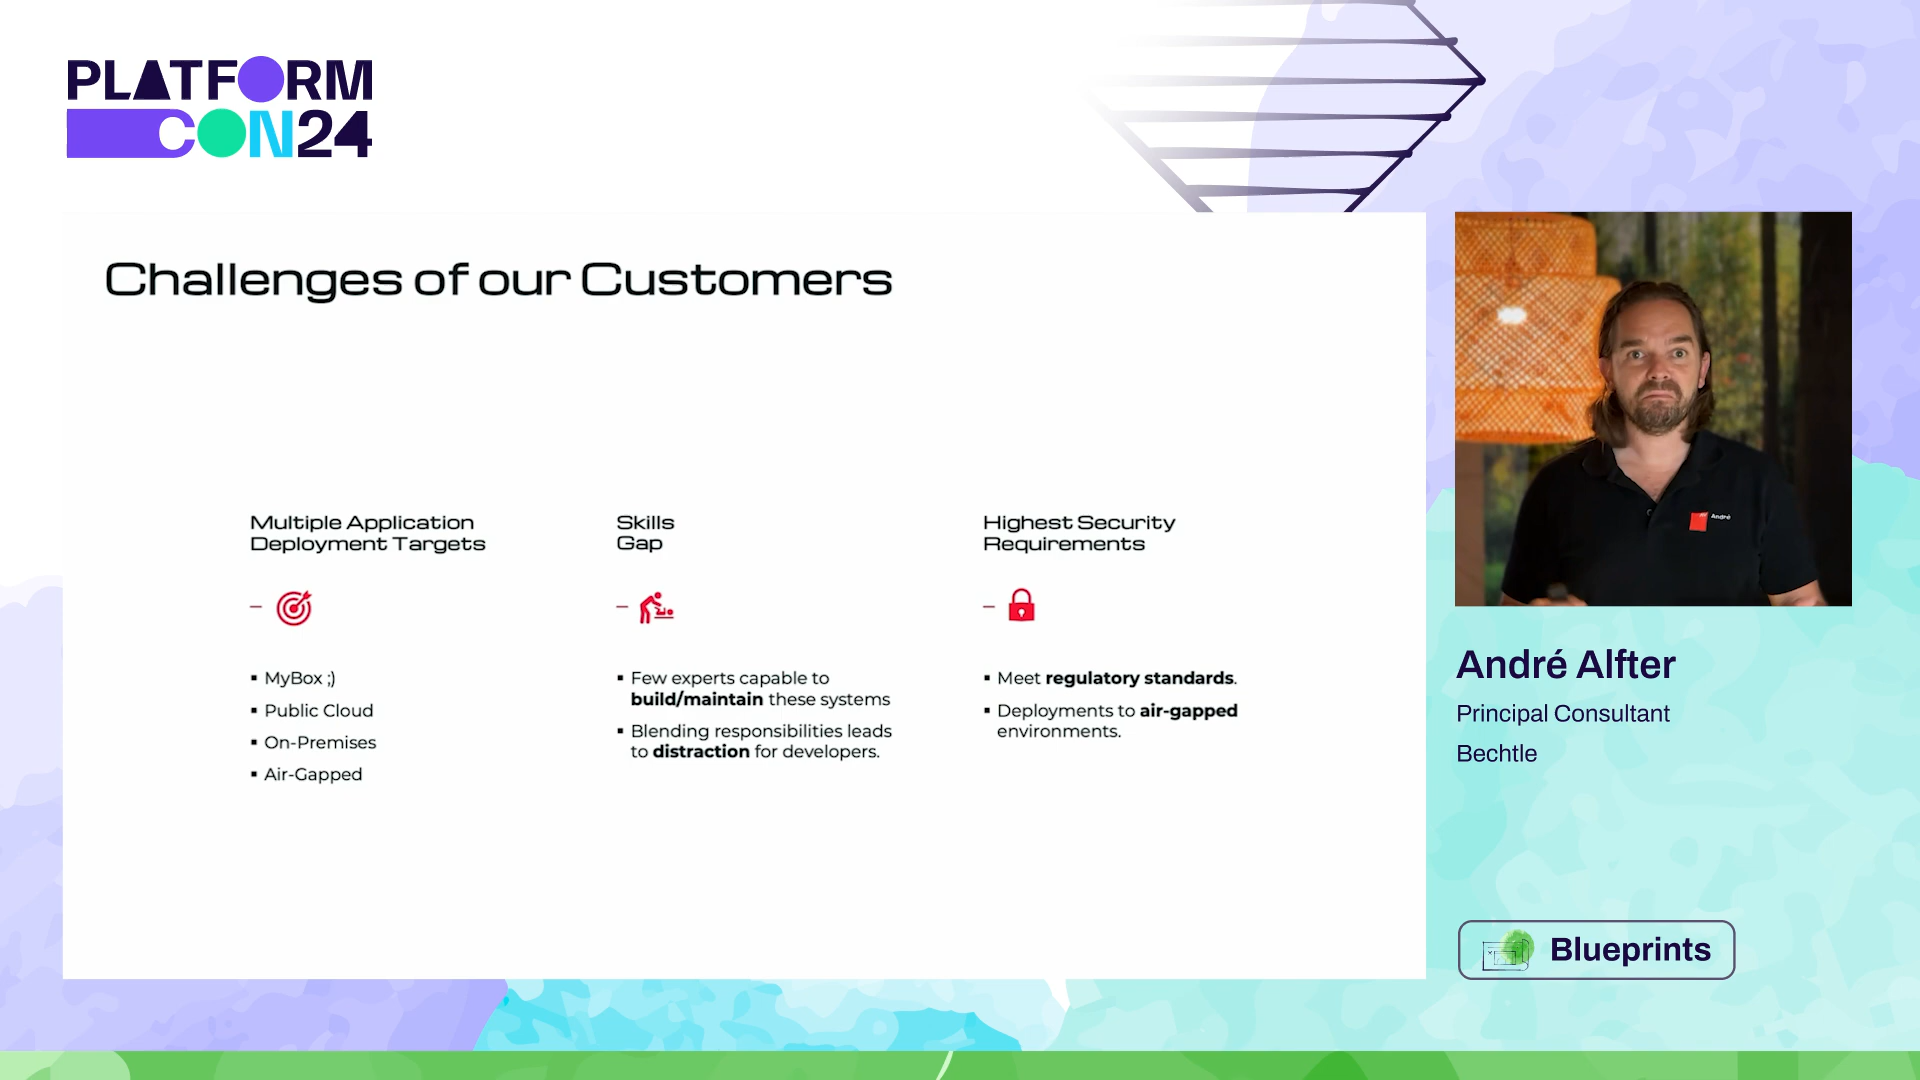 PLATFORM
CON24
Challenges of our Customers
Multiple Application
Deployment Targets
▪ MyBox ;)
▪ Public Cloud
▪ On-Premises
▪ Air-Gapped
Skills
Gap
▪ Few experts capable to
build/maintain these systems
▪ Blending responsibilities leads
to distraction for developers.
Highest Security
Requirements
▪ Meet regulatory standards.
▪ Deployments to air-gapped
environments.
André
André Alfter
Principal Consultant
Bechtle
Blueprints